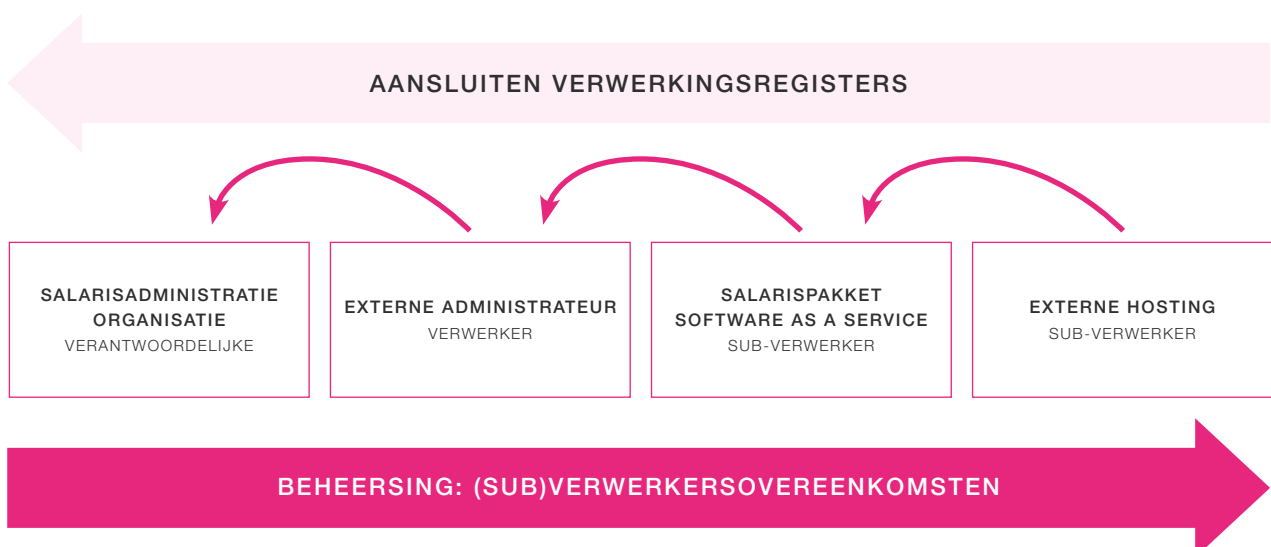 AANSLUITEN VERWERKINGSREGISTERS
SALARISADMINISTRATIE
ORGANISATIE
VERANTWOORDELIJKE
EXTERNE ADMINISTRATEUR
VERWERKER
SALARISPAKKET
SOFTWARE AS A SERVICE
SUB-VERWERKER
EXTERNE HOSTING
SUB-VERWERKER
BEHEERSING: (SUB)VERWERKERSOVEREENKOMSTEN